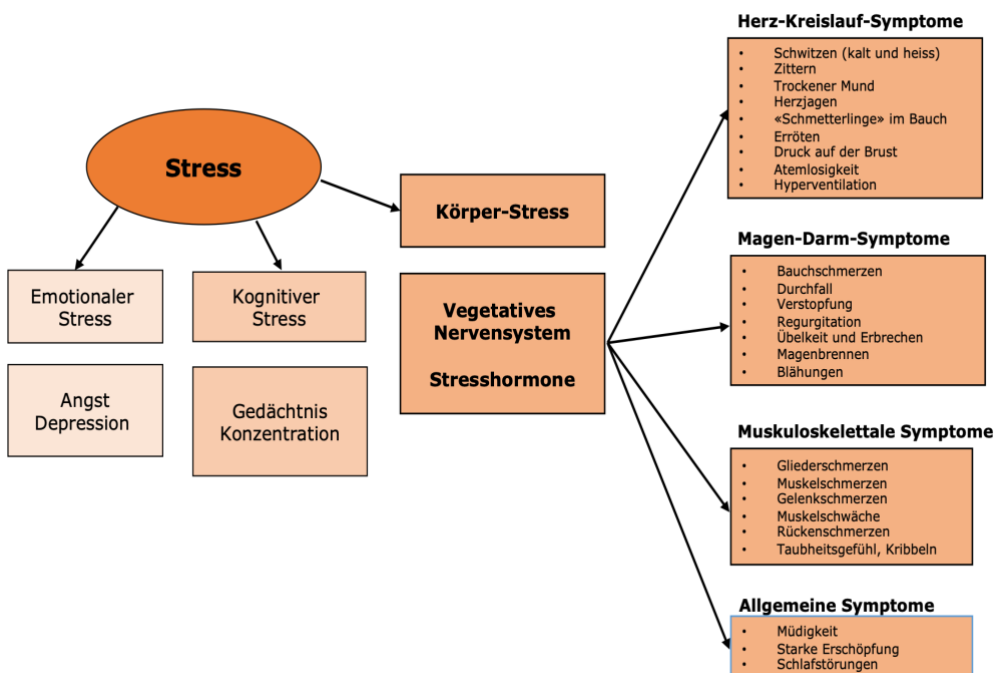 Stress
Emotionaler
Stress
Angst
Depression
Kognitiver
Stress
Gedächtnis
Konzentration
Körper-Stress
Vegetatives
Nervensystem
Stresshormone
Herz-Kreislauf-Symptome
• Schwitzen (kalt und heiss)
• Zittern
• Trockener Mund
• Herzjagen
• «Schmetterlinge» im Bauch
• Erröten
• Druck auf der Brust
• Atemlosigkeit
• Hyperventilation
Magen-Darm-Symptome
• Bauchschmerzen
• Durchfall
• Verstopfung
• Regurgitation
• Übelkeit und Erbrechen
• Magenbrennen
• Blähungen
Muskuloskelettale Symptome
• Gliederschmerzen
• Muskelschmerzen
• Gelenkschmerzen
• Muskelschwäche
• Rückenschmerzen
• Taubheitsgefühl, Kribbeln
Allgemeine Symptome
• Müdigkeit
• Starke Erschöpfung
• Schlafstörungen